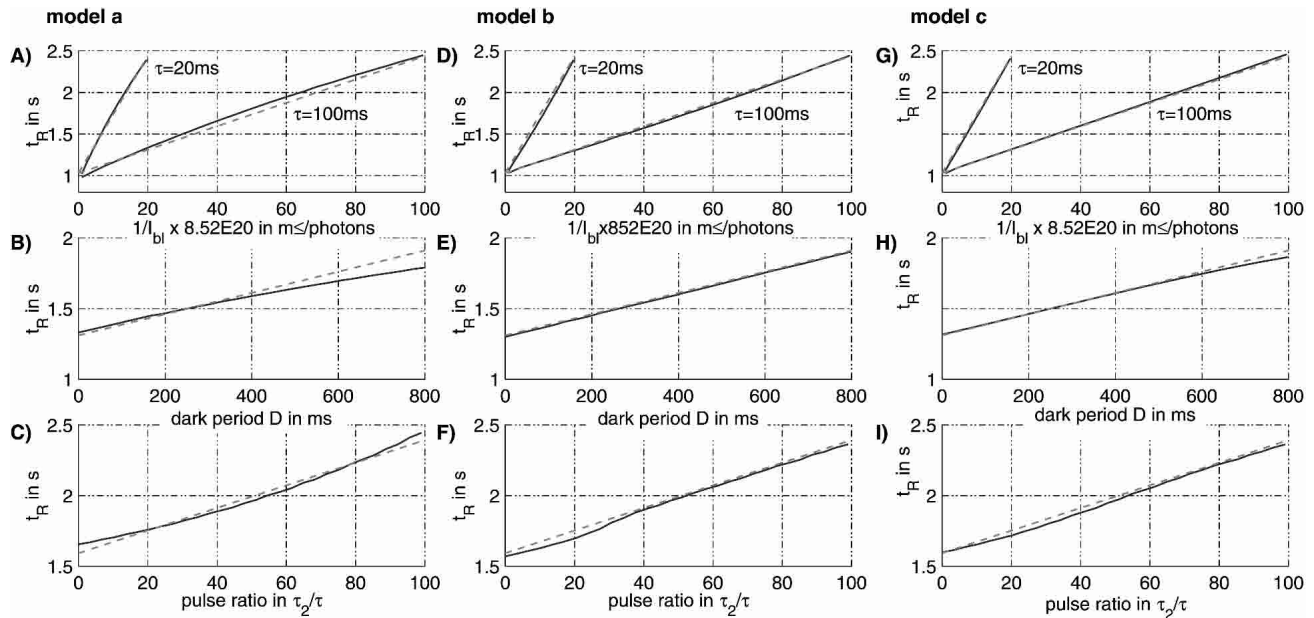 model a
model b
model c
A)
2.5
2
1.5
1
t_R in s
τ=20ms
τ=100ms
0 20 40 60 80 100
1/I_bl x 8.52E20 in m≤/photons
D)
2.5
2
1.5
1
t_R in s
τ=20ms
τ=100ms
0 20 40 60 80 100
1/I_bl x852E20 in m≤/photons
G)
2.5
2
1.5
1
t_R in s
τ=20ms
τ=100ms
0 20 40 60 80 100
1/I_bl x 8.52E20 in m≤/photons
B)
2
1.5
1
t_R in s
0 200 400 600 800
dark period D in ms
E)
2
1.5
1
t_R in s
0 200 400 600 800
dark period D in ms
H)
2
1.5
1
t_R in s
0 200 400 600 800
dark period D in ms
C)
2.5
2
1.5
t_R in s
0 20 40 60 80 100
pulse ratio in τ_2/τ
F)
2.5
2
1.5
t_R in s
0 20 40 60 80 100
pulse ratio in τ_2/τ
I)
2.5
2
1.5
t_R in s
0 20 40 60 80 100
pulse ratio in τ_2/τ